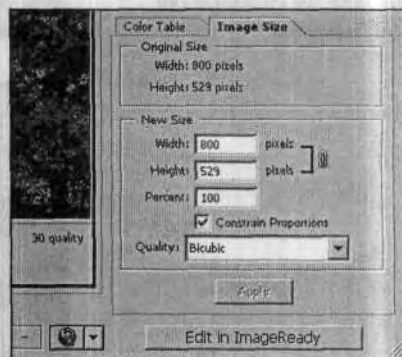 Color Table Image Size
Original Size
Width: 800 pixels
Height: 529 pixels
New Size
Width: 800 pixels
Height: 529 pixels
Percent: 100
Constrain Proportions
30 quality
Quality: Bicubic
Apply
Edit in ImageReady